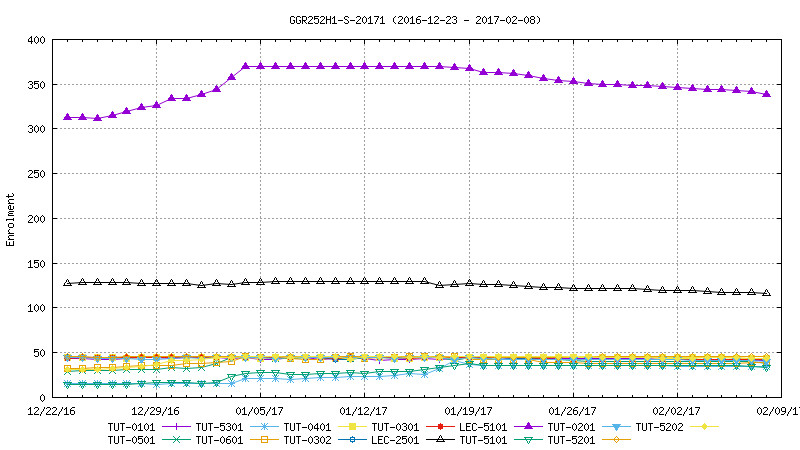 GGR252H1-S-20171 (2016-12-23 - 2017-02-08)
400
350
300
250
200
150
100
50
0
Enrolment
12/22/16 12/29/16 01/05/17 01/12/17 01/19/17 01/26/17 02/02/17 02/09/17
TUT-0101 TUT-5301 TUT-0401 TUT-0301 LEC-5101 TUT-0201 TUT-5202
TUT-0501 TUT-0601 TUT-0302 LEC-2501 TUT-5101 TUT-5201